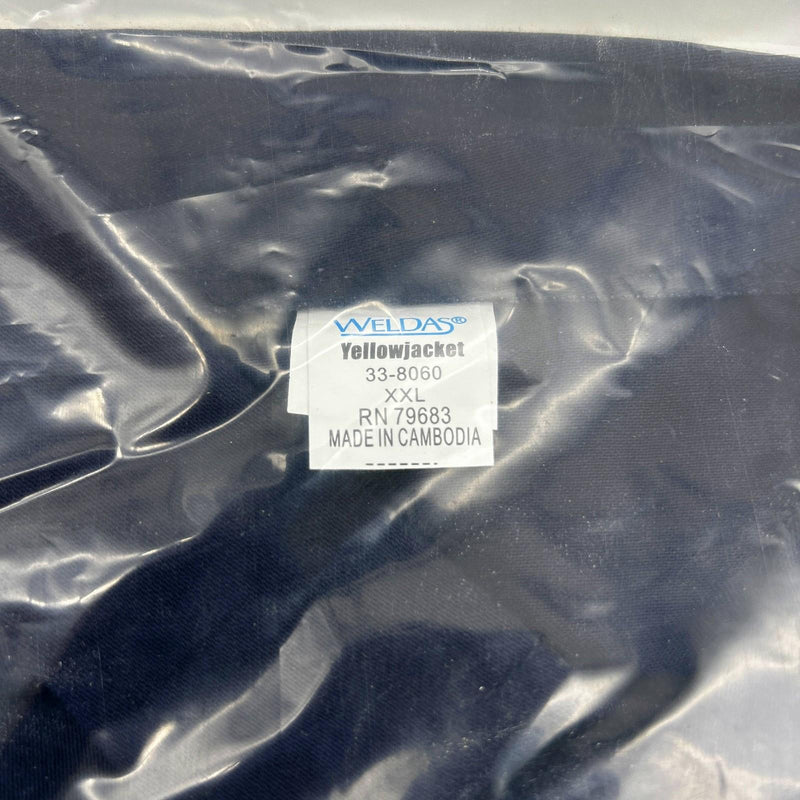 WELDAS®
Yellowjacket
33-8060
XXL
RN 79683
MADE IN CAMBODIA